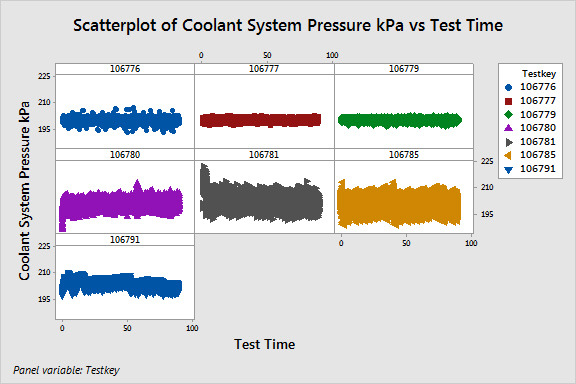 Scatterplot of Coolant System Pressure kPa vs Test Time
0 50 100
106776 106777 106779
225
210
195
106780 106781 106785
225
210
195
106791
225
210
195
0 50 100
0 50 100
Coolant System Pressure kPa
Test Time
Testkey
106776
106777
106779
106780
106781
106785
106791
Panel variable: Testkey